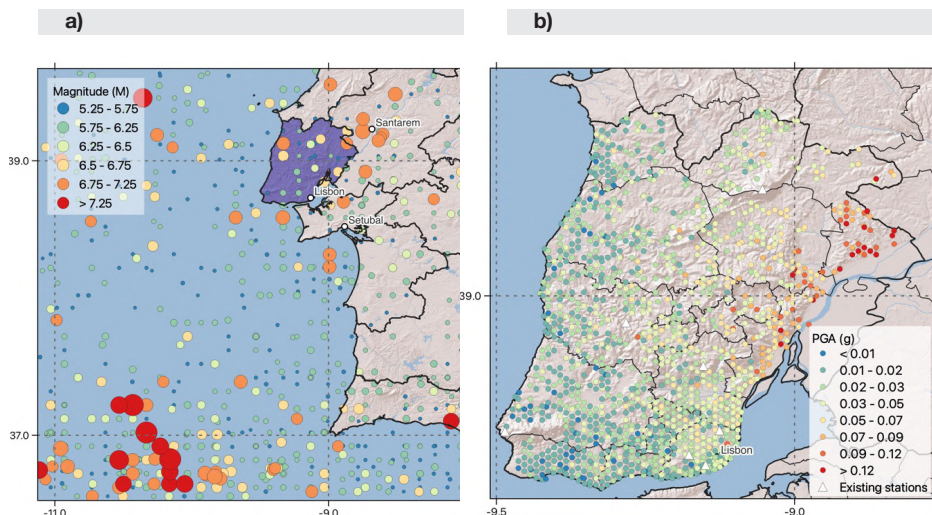 a)
b)
Magnitude (M)
5.25 - 5.75
5.75 - 6.25
6.25 - 6.5
6.5 - 6.75
6.75 - 7.25
> 7.25
Santarem
39.0
Lisbon
Setubal
37.0
-11.0
-9.0
39.0
PGA (g)
< 0.01
0.01 - 0.02
0.02 - 0.03
0.03 - 0.05
0.05 - 0.07
0.07 - 0.09
0.09 - 0.12
> 0.12
Existing stations
Lisbon
-9.5
-9.0